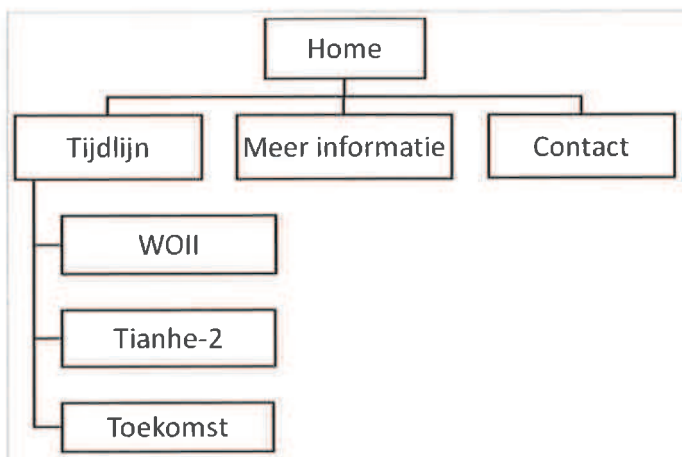 Home
Tijdlijn
Meer informatie
Contact
WOII
Tianhe-2
Toekomst